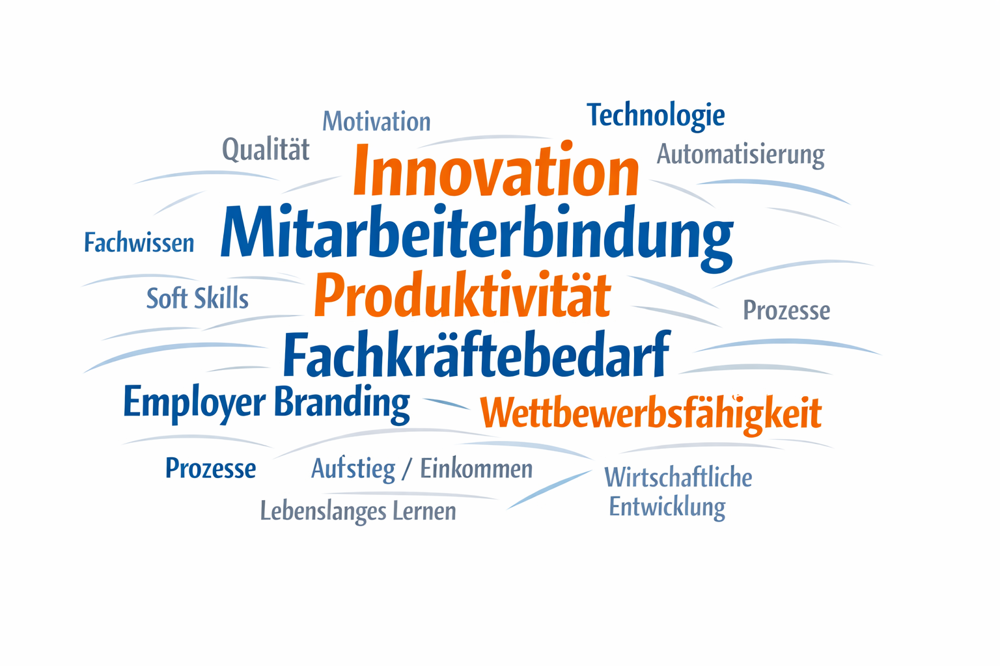 Motivation
Technologie
Qualität
Innovation
Automatisierung
Mitarbeiterbindung
Fachwissen
Produktivität
Soft Skills
Prozesse
Fachkräftebedarf
Employer Branding
Wettbewerbsfähigkeit
Prozesse
Aufstieg / Einkommen
Wirtschaftliche
Entwicklung
Lebenslanges Lernen